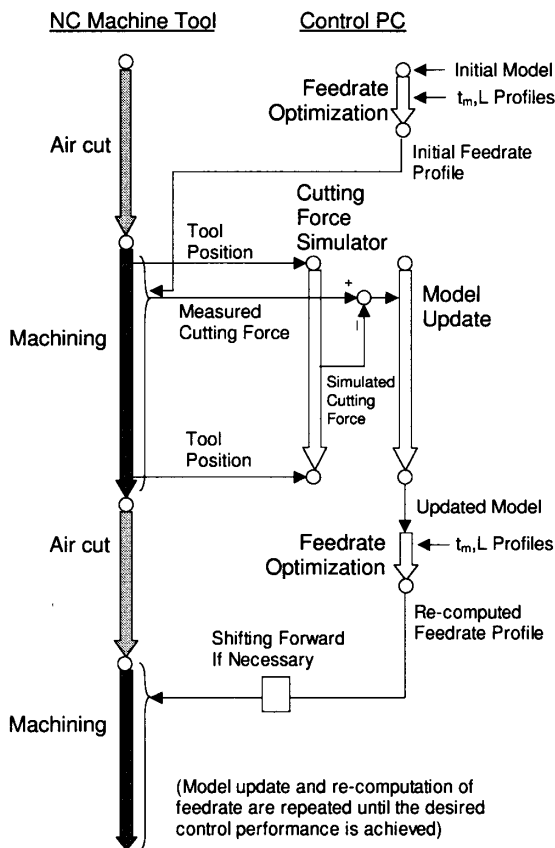 NC Machine Tool
Control PC
Initial Model
Feedrate
Optimization
tm,L Profiles
Air cut
Initial Feedrate
Profile
Cutting
Force
Simulator
Tool
Position
+
Measured
Cutting Force
−
Model
Update
Machining
Simulated
Cutting
Force
Tool
Position
Updated Model
Air cut
Feedrate
Optimization
tm,L Profiles
Re-computed
Feedrate Profile
Shifting Forward
If Necessary
Machining
(Model update and re-computation of
feedrate are repeated until the desired
control performance is achieved)